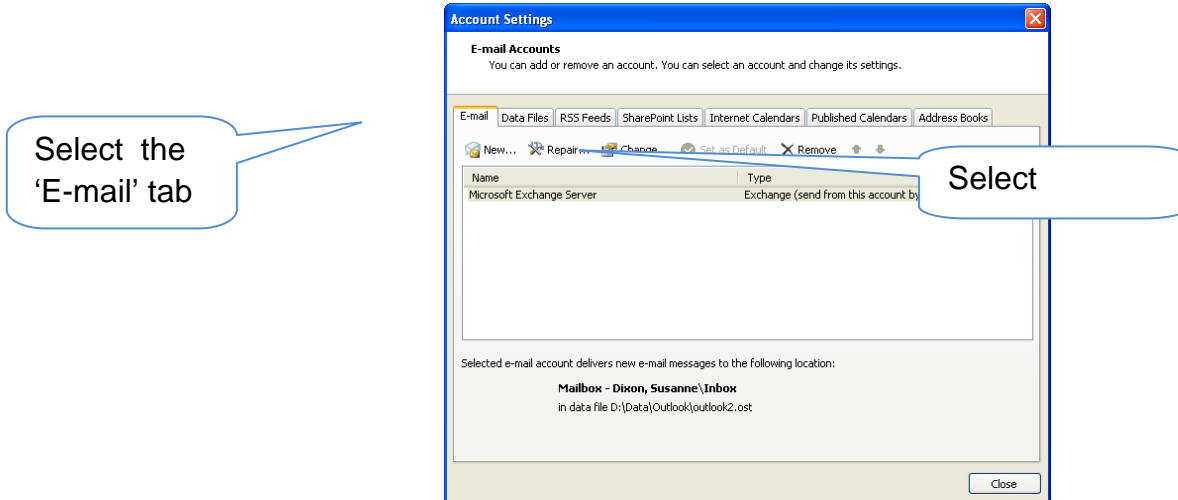 Account Settings
E-mail Accounts
You can add or remove an account. You can select an account and change its settings.
E-mail Data Files RSS Feeds SharePoint Lists Internet Calendars Published Calendars Address Books
Select the
‘E-mail’ tab
New... Repair... Change... Set as Default Remove
Select
Name Type
Microsoft Exchange Server Exchange (send from this account by
Selected e-mail account delivers new e-mail messages to the following location:
Mailbox - Dixon, Susanne\Inbox
in data file D:\Data\Outlook\outlook2.ost
Close